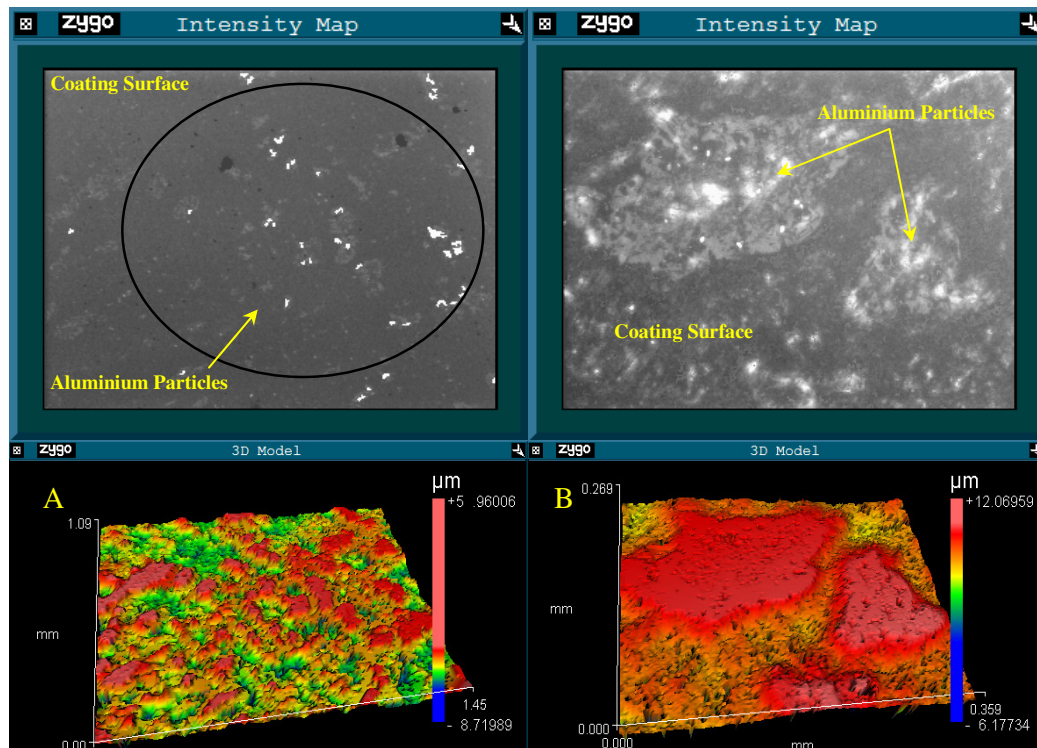 zygo Intensity Map
Coating Surface
Aluminium Particles
zygo Intensity Map
Aluminium Particles
Coating Surface
zygo 3D Model
A
µm
+5 .96006
1.09
mm
0.00
1.45
- 8.71989
zygo 3D Model
B
µm
+12.06959
0.269
mm
0.000
0.000
mm
0.359
- 6.17734